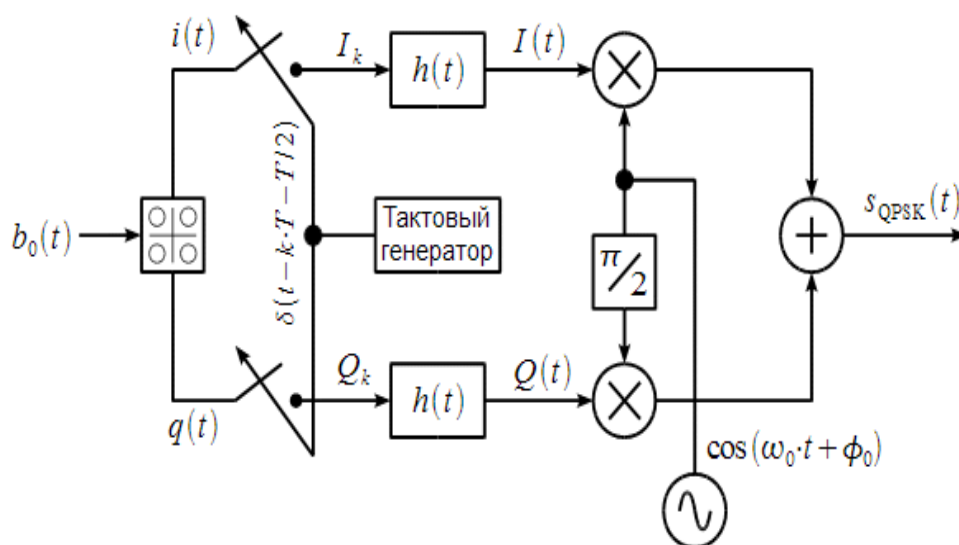 i(t)
I_k
h(t)
I(t)
b_0(t)
δ(t−k·T−T/2)
Тактовый
генератор
π/2
+
s_QPSK(t)
q(t)
Q_k
h(t)
Q(t)
cos(ω_0·t+ϕ_0)